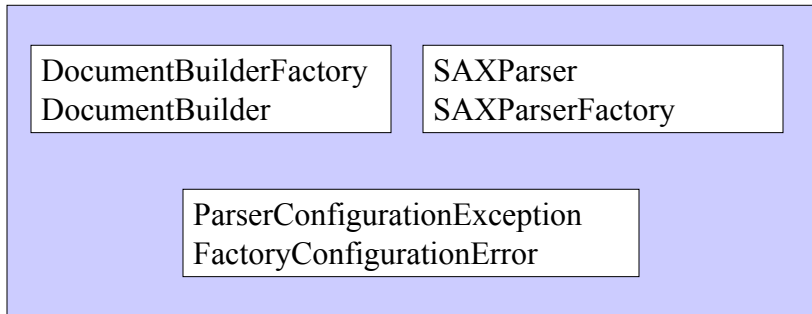 DocumentBuilderFactory
DocumentBuilder
SAXParser
SAXParserFactory
ParserConfigurationException
FactoryConfigurationError